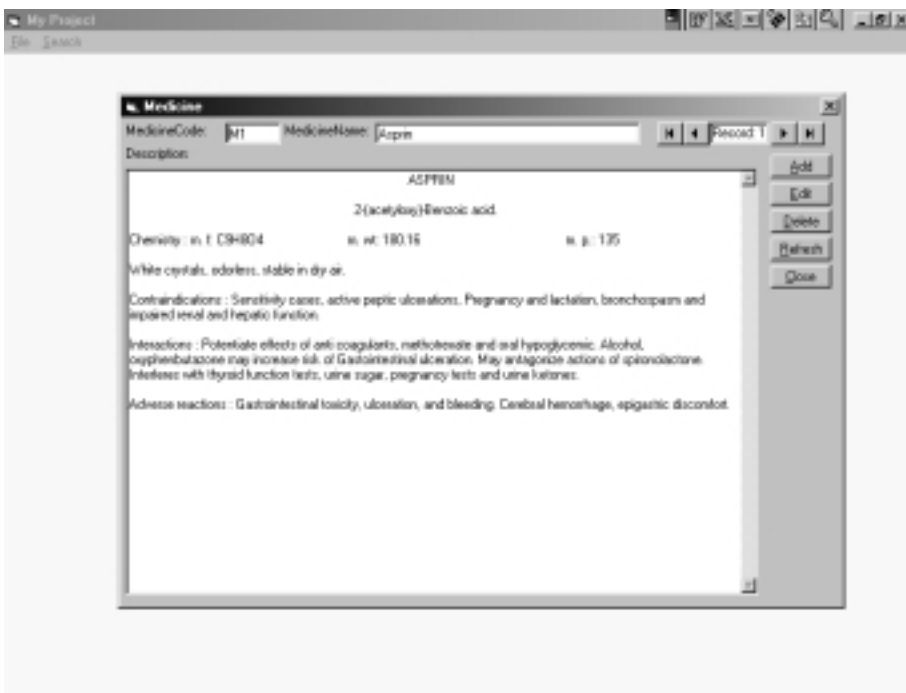 My Project
File Search
Medicine
MedicineCode: M1 MedicineName: Asprin Record: 1
Description:
Add
Edit
Delete
Refresh
Close
ASPRIN
2-(acetyloxy)-Benzoic acid.
Chemistry : m. f. C9H8O4 m. wt: 180.16 m. p.: 135
White crystals, odorless, stable in dry air.
Contraindications : Sensitivity cases, active peptic ulcerations, Pregnancy and lactation, bronchospasm and
impaired renal and hepatic function.
Interactions : Potentiate effects of anti coagulants, methotrexate and oral hypoglycemic. Alcohol,
oxyphenbutazone may increase risk of Gastointestinal ulceration. May antagonize actions of spironolactone.
Interferes with thyroid function tests, urine sugar, pregnancy tests and urine ketones.
Adverse reactions : Gastrointestinal toxicity, ulceration, and bleeding. Cerebral hemorrhage, epigastric discomfort.